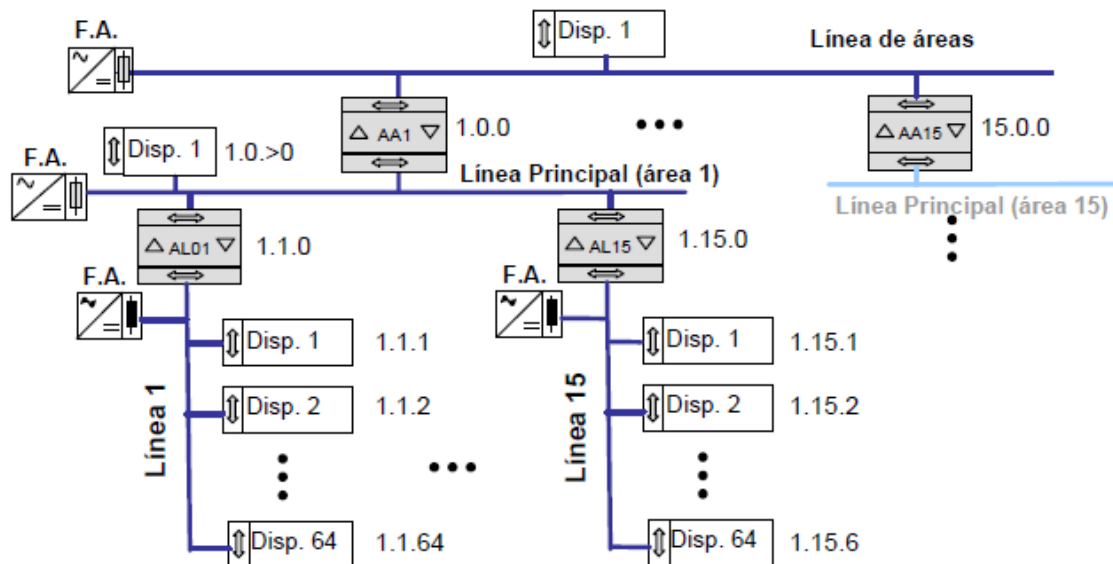 F.A.
Disp. 1
Línea de áreas
AA1
1.0.0
AA15
15.0.0
F.A.
Disp. 1
1.0.>0
Línea Principal (área 1)
Línea Principal (área 15)
AL01
1.1.0
AL15
1.15.0
F.A.
F.A.
Línea 1
Disp. 1
1.1.1
Disp. 2
1.1.2
Disp. 64
1.1.64
Línea 15
Disp. 1
1.15.1
Disp. 2
1.15.2
Disp. 64
1.15.6